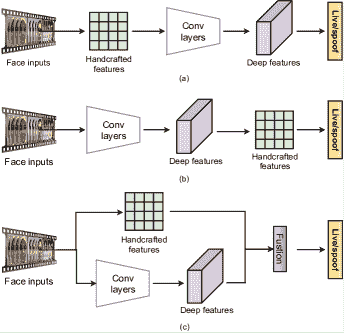 Face inputs
Handcrafted
features
Conv
layers
Deep features
Live/spoof
(a)
Face inputs
Conv
layers
Deep features
Handcrafted
features
Live/spoof
(b)
Face inputs
Handcrafted
features
Conv
layers
Deep features
Fusion
Live/spoof
(c)